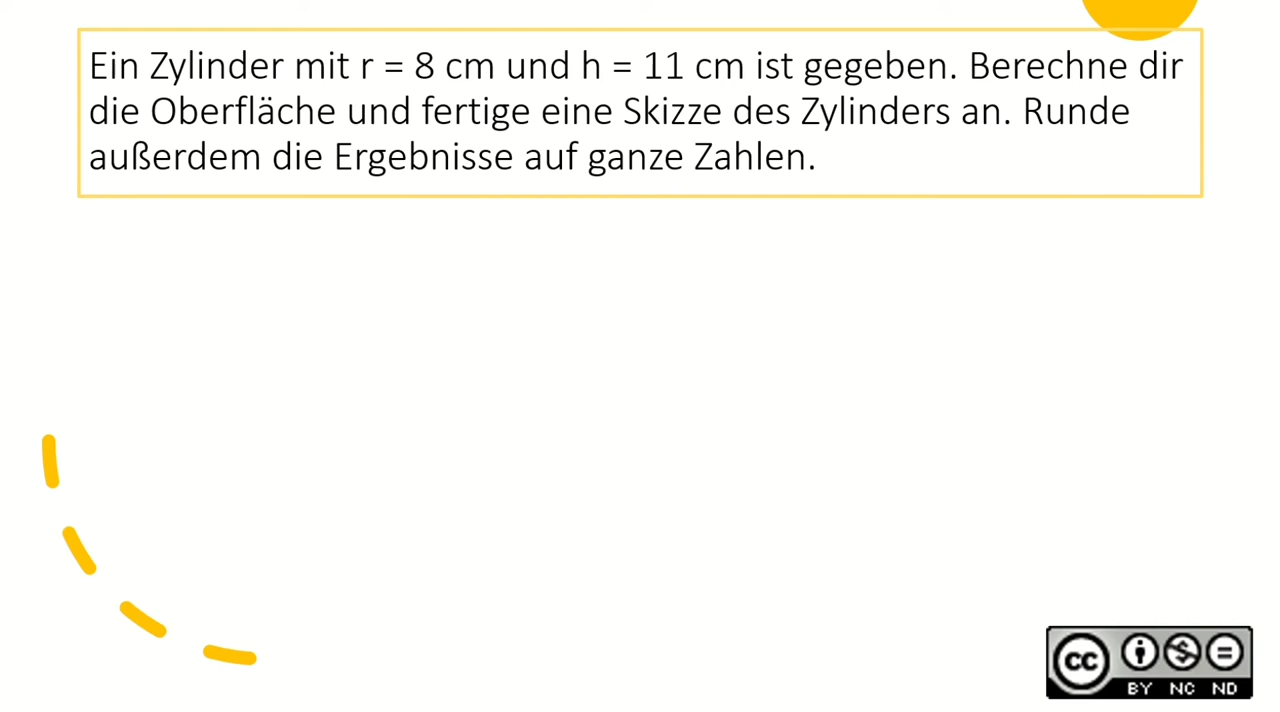 Ein Zylinder mit r = 8 cm und h = 11 cm ist gegeben. Berechne dir
die Oberfläche und fertige eine Skizze des Zylinders an. Runde
außerdem die Ergebnisse auf ganze Zahlen.
cc
BY NC ND